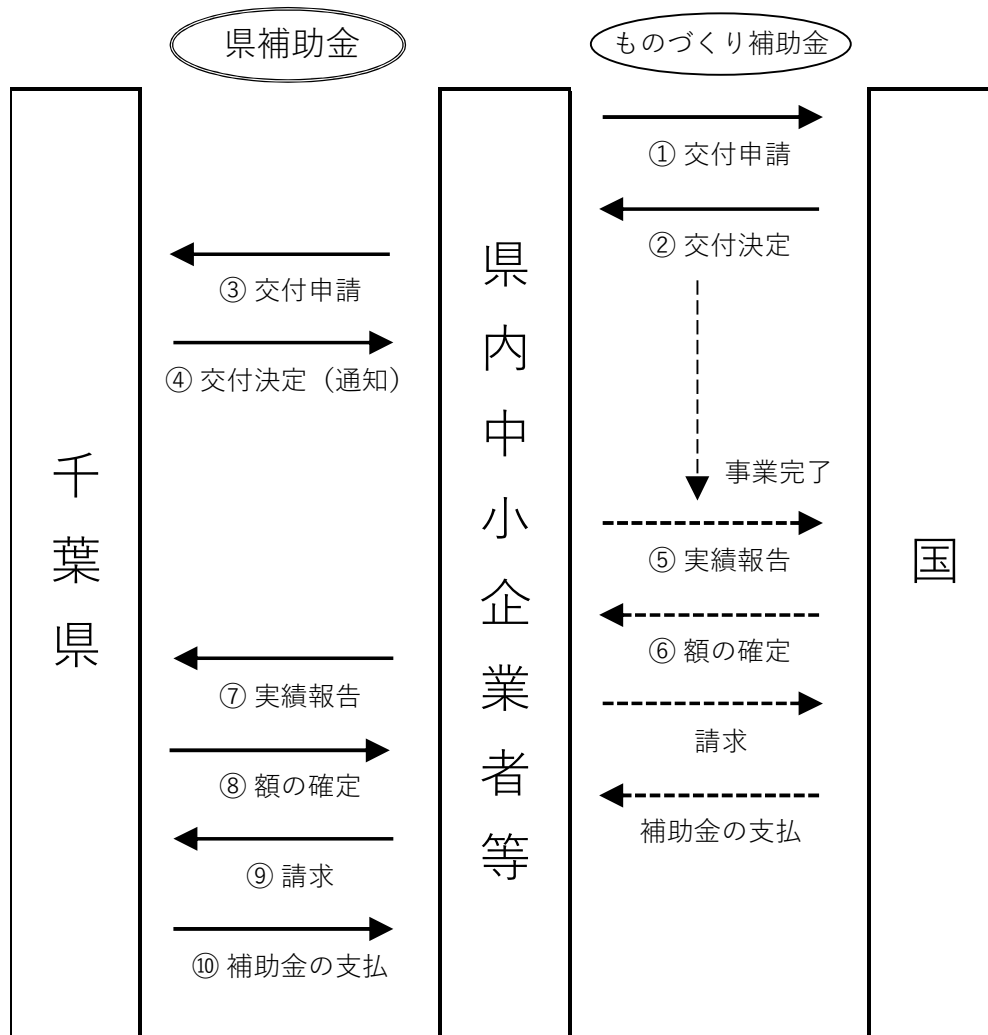 県補助金
ものづくり補助金
① 交付申請
② 交付決定
③ 交付申請
④ 交付決定（通知）
事業完了
⑤ 実績報告
⑥ 額の確定
⑦ 実績報告
請求
⑧ 額の確定
補助金の支払
⑨ 請求
⑩ 補助金の支払
千葉県
県内中小企業者等
国